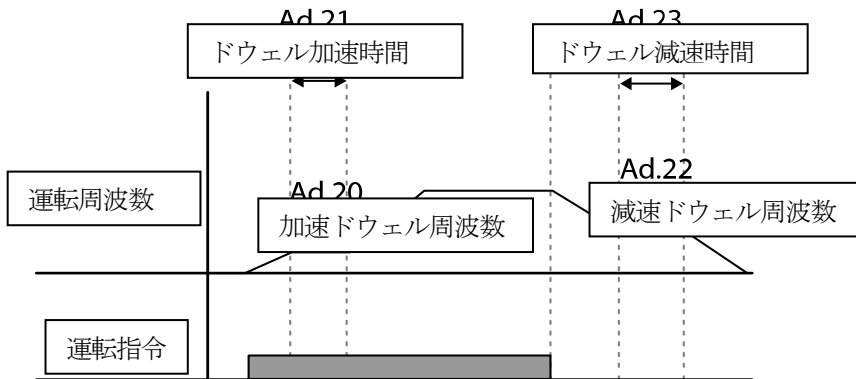 Ad.21
ドウェル加速時間
Ad.23
ドウェル減速時間
運転周波数
Ad.20
加速ドウェル周波数
Ad.22
減速ドウェル周波数
運転指令